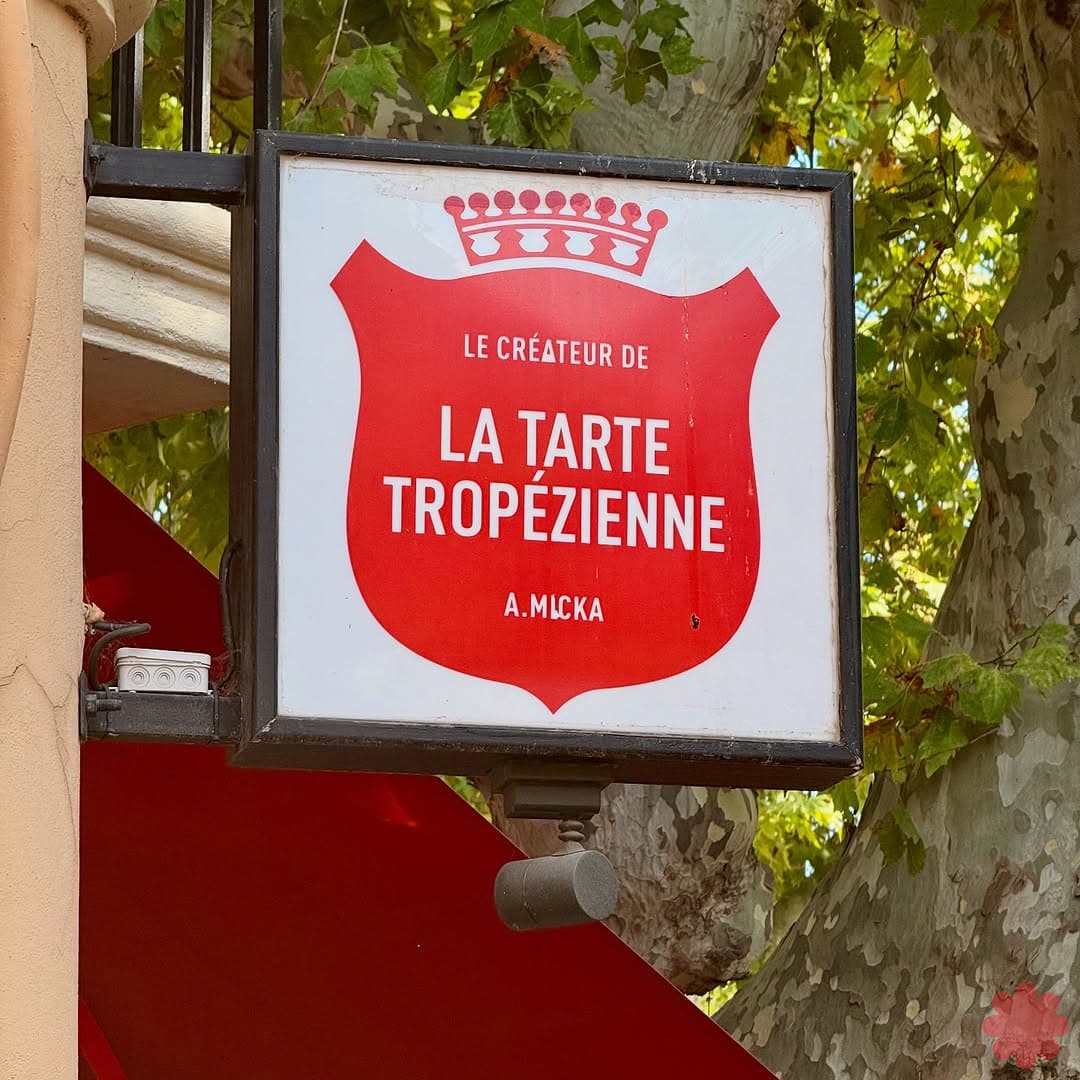 LE CRÉATEUR DE
LA TARTE
TROPÉZIENNE
A.MICKA